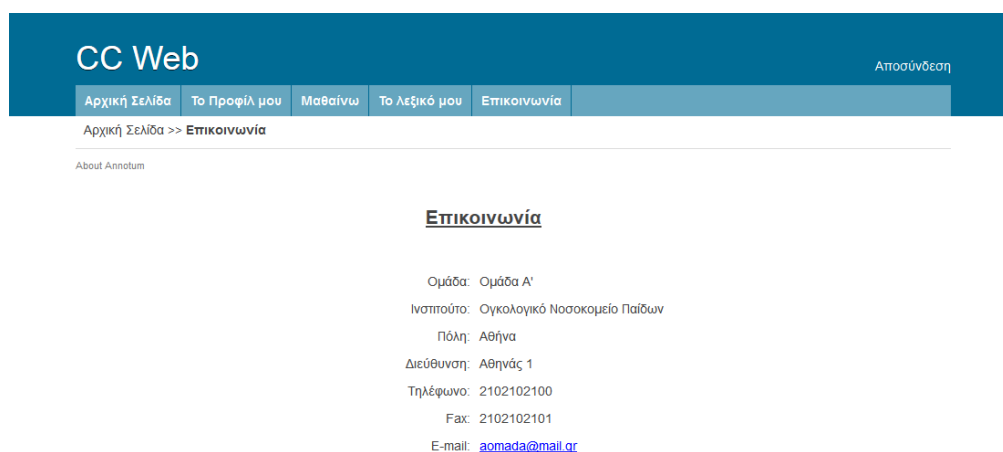 CC Web
Αποσύνδεση
Αρχική Σελίδα Το Προφίλ μου Μαθαίνω Το λεξικό μου Επικοινωνία
Αρχική Σελίδα >> Επικοινωνία
About Annotum
Επικοινωνία
Ομάδα: Ομάδα Α'
Ινστιτούτο: Ογκολογικό Νοσοκομείο Παίδων
Πόλη: Αθήνα
Διεύθυνση: Αθηνάς 1
Τηλέφωνο: 2102102100
Fax: 2102102101
E-mail: aomada@mail.gr